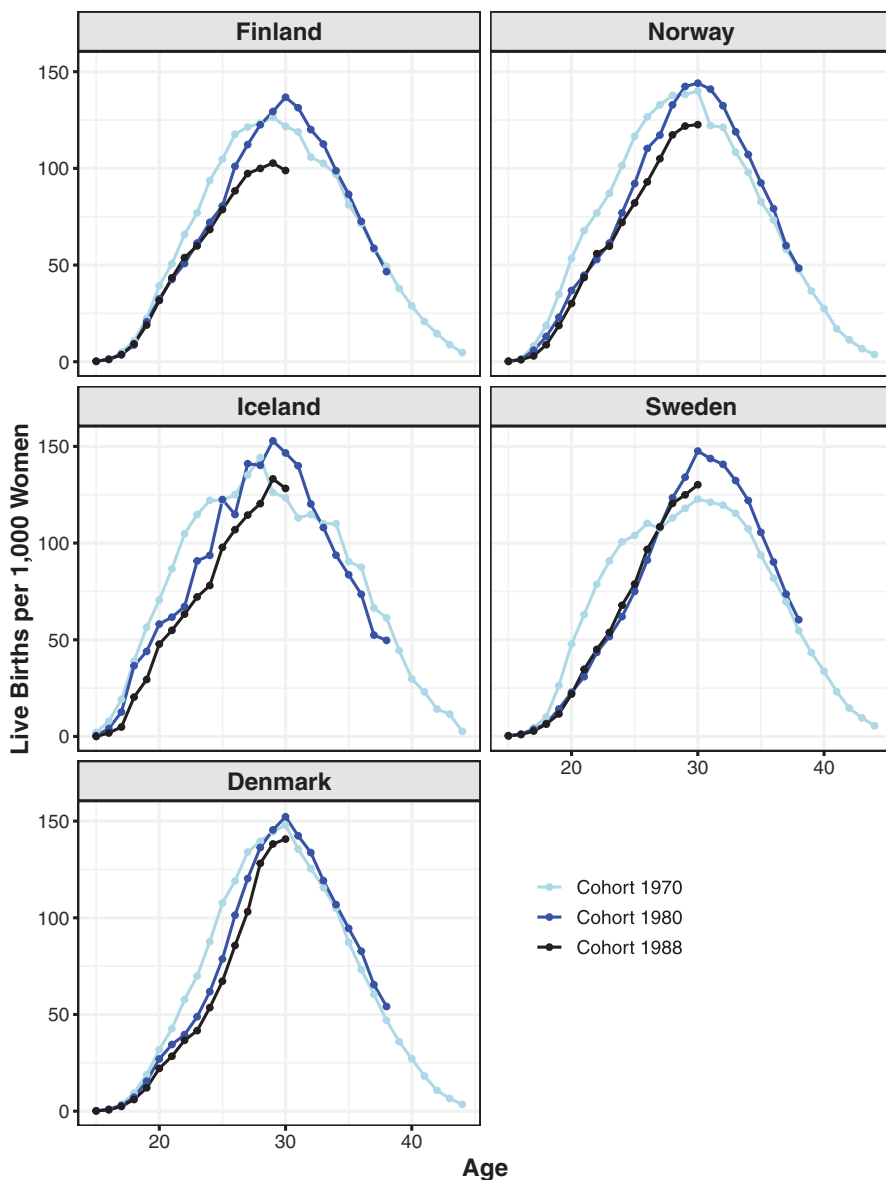 Finland
Norway
150
100
50
0
Iceland
Sweden
150
100
50
0
20
30
40
Denmark
150
100
50
0
20
30
40
Live Births per 1,000 Women
Age
Cohort 1970
Cohort 1980
Cohort 1988